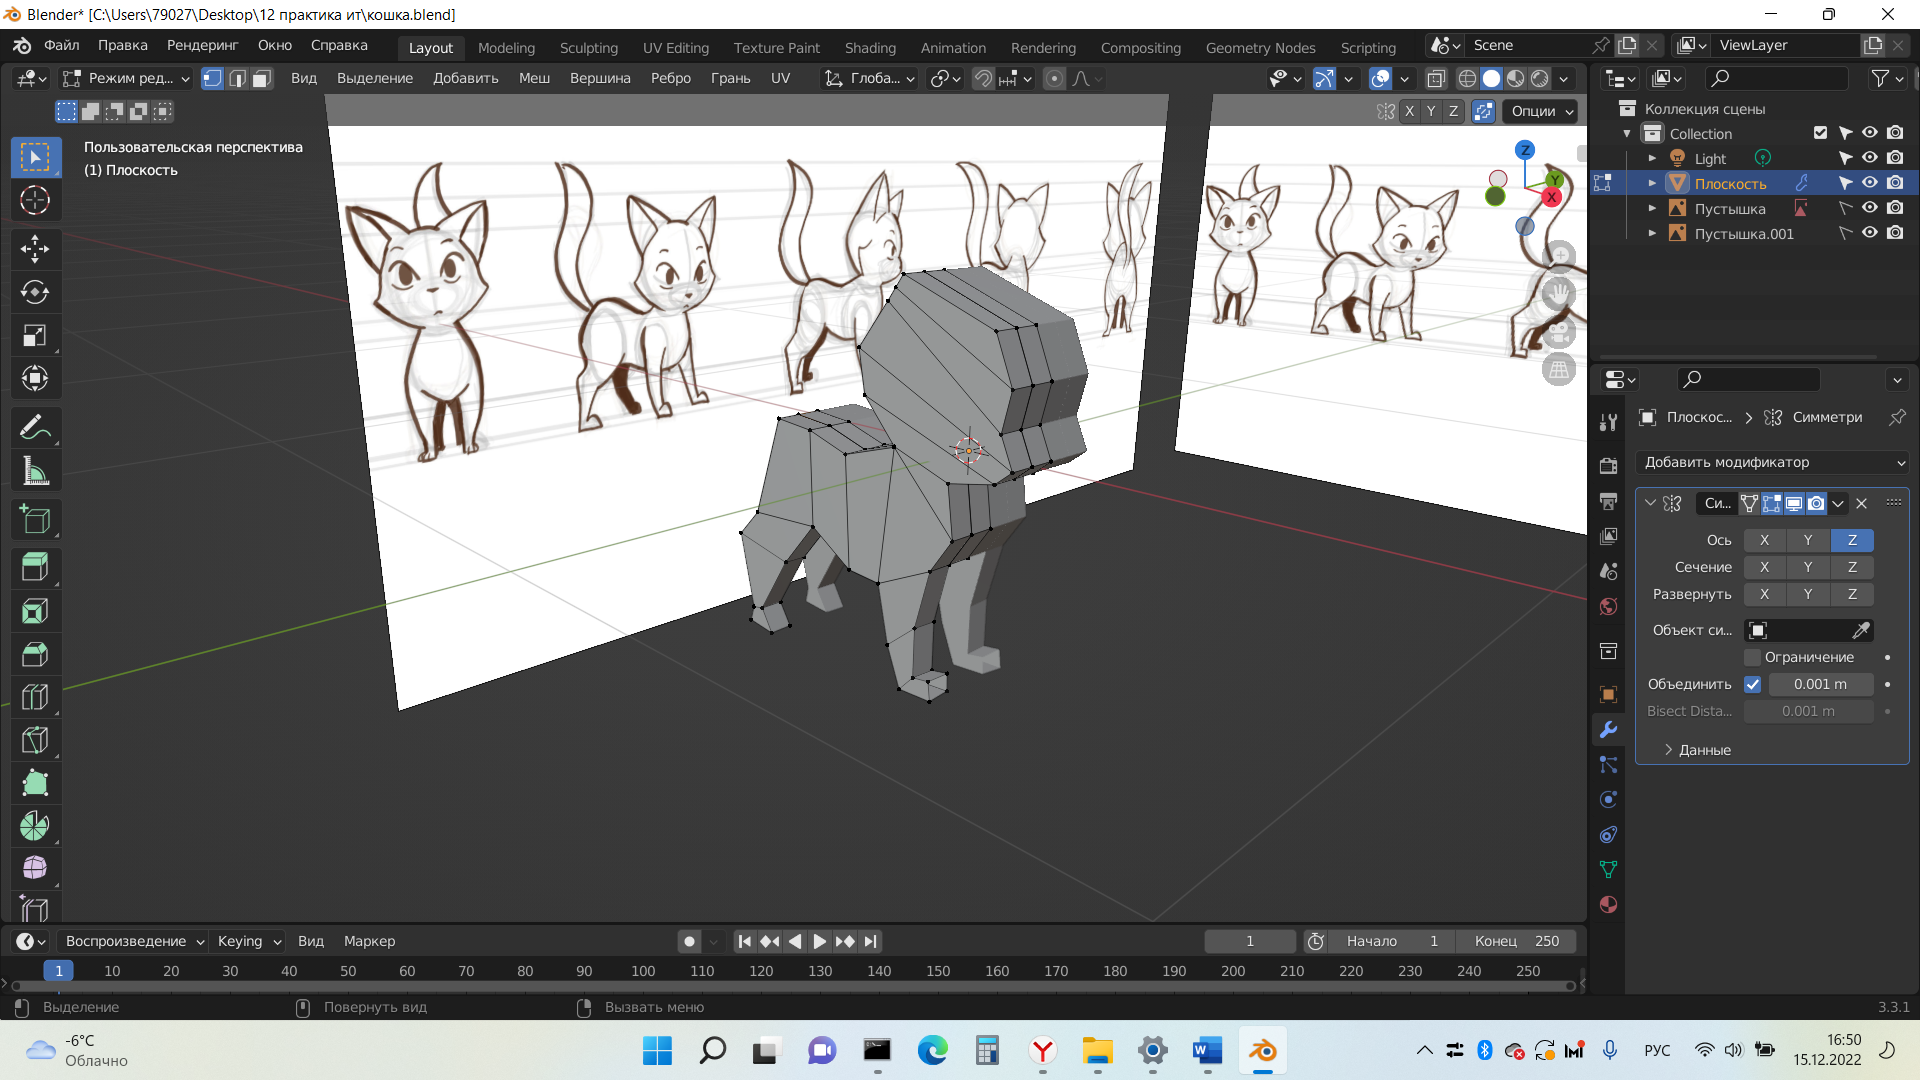 Blender* [C:\Users\79027\Desktop\12 практика ит\кошка.blend]
Файл Правка Рендеринг Окно Справка Layout Modeling Sculpting UV Editing Texture Paint Shading Animation Rendering Compositing Geometry Nodes Scripting Scene ViewLayer
Режим ред... Вид Выделение Добавить Меш Вершина Ребро Грань UV Глоба...
X Y Z Опции
Пользовательская перспектива
(1) Плоскость
Z
Y
X
Коллекция сцены
Collection
Light
Плоскость
Пустышка
Пустышка.001
Плоскос... Симметри
Добавить модификатор
Си...
Ось X Y Z
Сечение X Y Z
Развернуть X Y Z
Объект си...
Ограничение
Объединить 0.001 m
Bisect Dista... 0.001 m
Данные
Воспроизведение Keying Вид Маркер 1 Начало 1 Конец 250
1 10 20 30 40 50 60 70 80 90 100 110 120 130 140 150 160 170 180 190 200 210 220 230 240 250
Выделение Повернуть вид Вызвать меню 3.3.1
-6°C
Облачно
РУС
16:50
15.12.2022